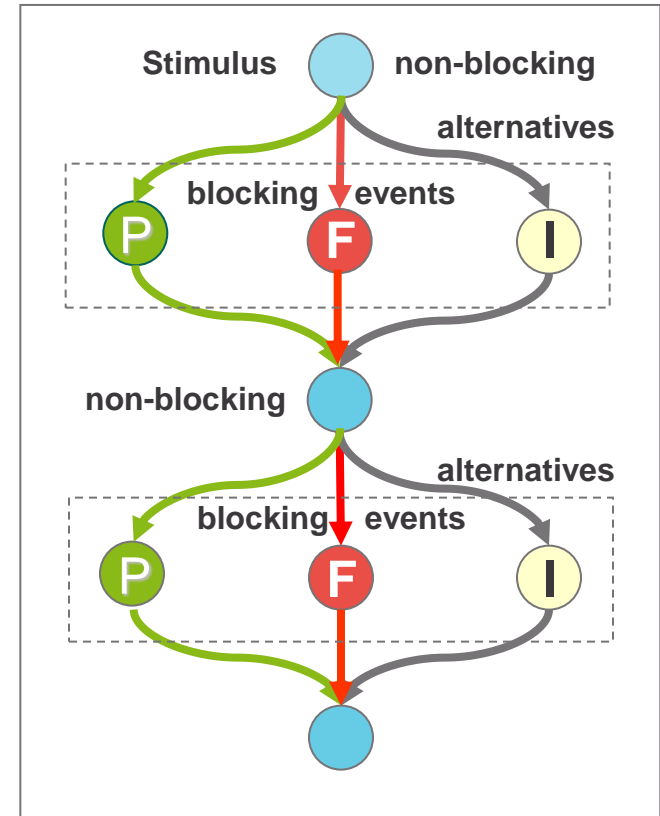 Stimulus non-blocking
alternatives
blocking events
P F I
non-blocking
alternatives
blocking events
P F I